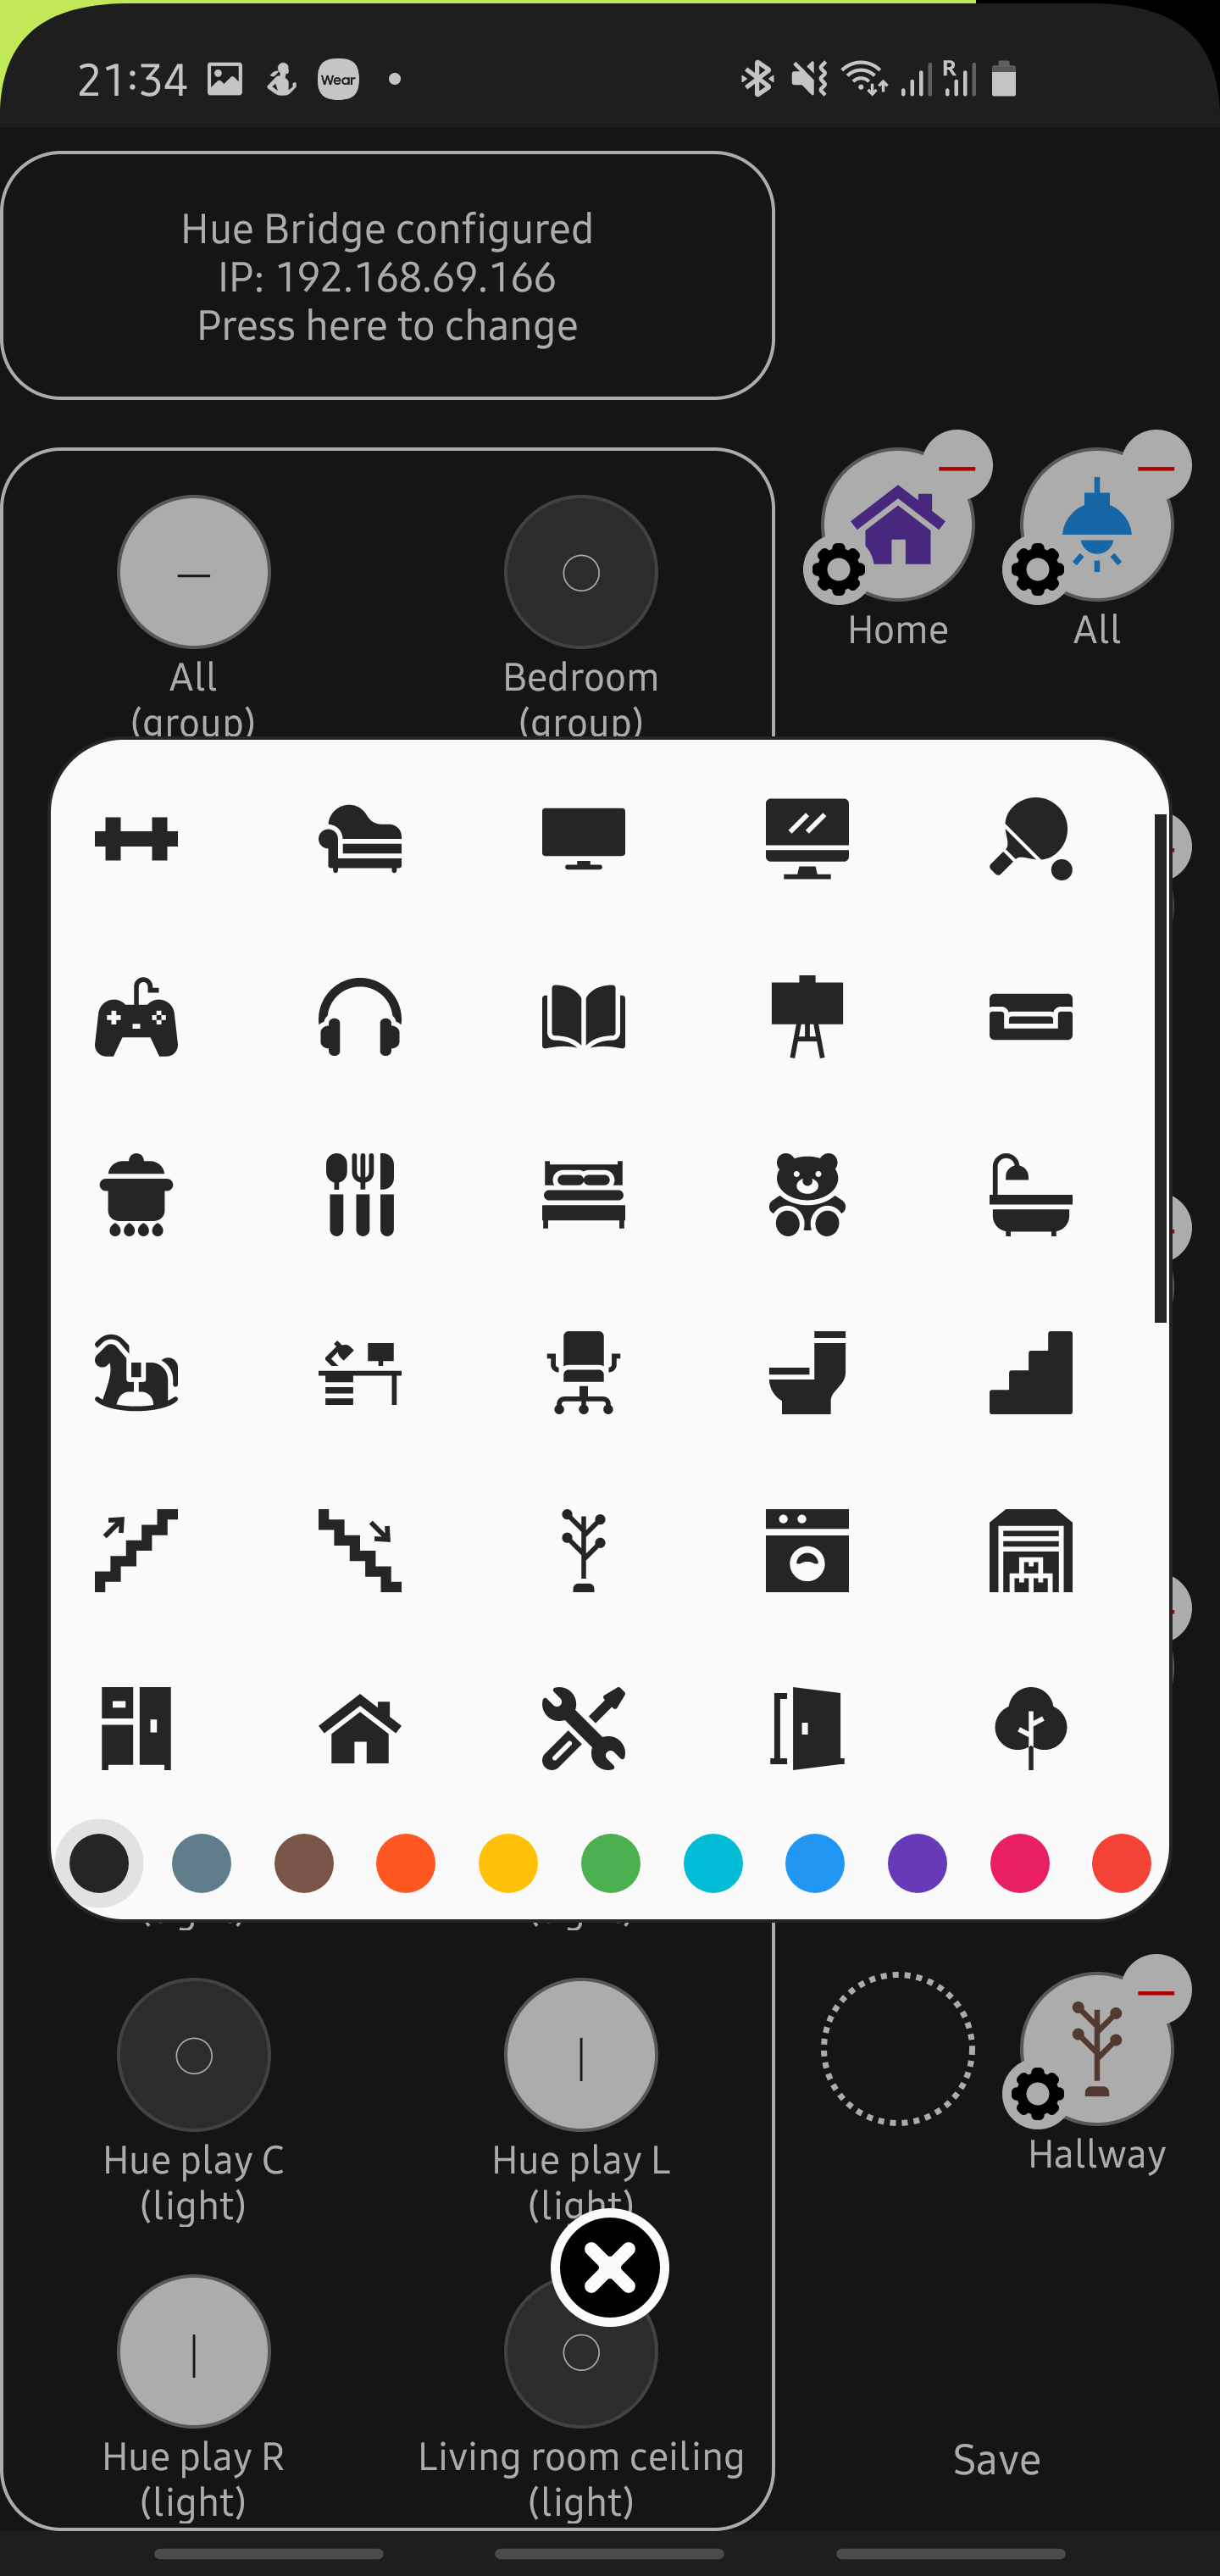 21:34
Wear
R
Hue Bridge configured
IP: 192.168.69.166
Press here to change
All
(group)
Bedroom
(group)
Home
All
Hue play C
(light)
Hue play L
(light)
Hallway
Hue play R
(light)
Living room ceiling
(light)
Save